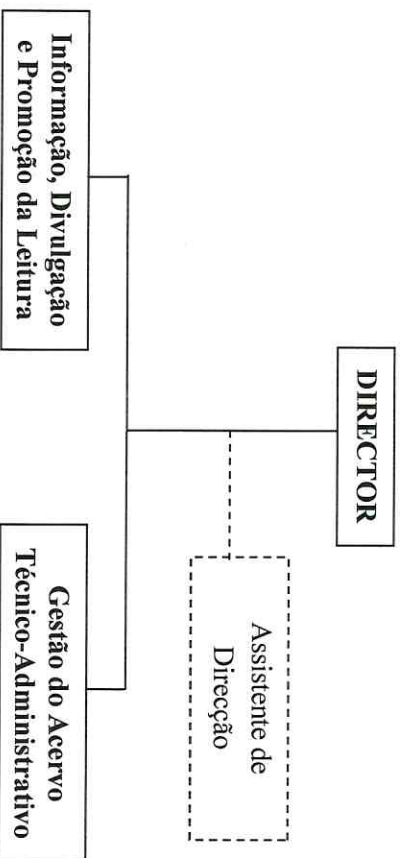 DIRECTOR
Assistente de
Direcção
Informação, Divulgação
e Promoção da Leitura
Gestão do Acervo
Técnico-Administrativo